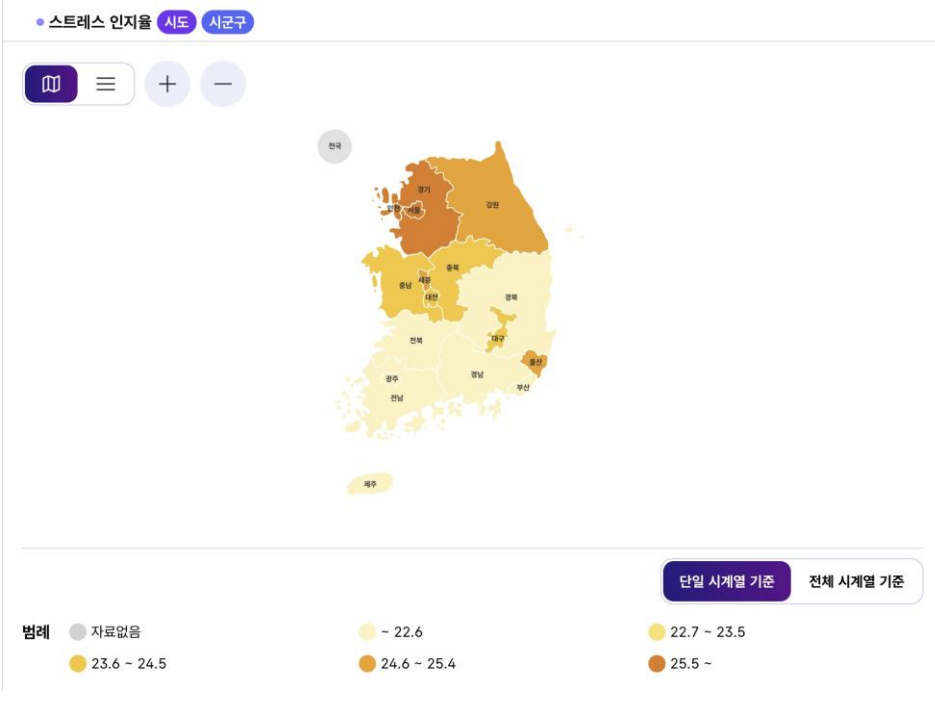 스트레스 인지율 시도 시군구
전국
경기
인천 서울
강원
충북
세종
충남
대전
경북
대구
전북
울산
경남
광주
부산
전남
제주
단일 시계열 기준 전체 시계열 기준
범례 자료없음 ~ 22.6 22.7 ~ 23.5
23.6 ~ 24.5 24.6 ~ 25.4 25.5 ~